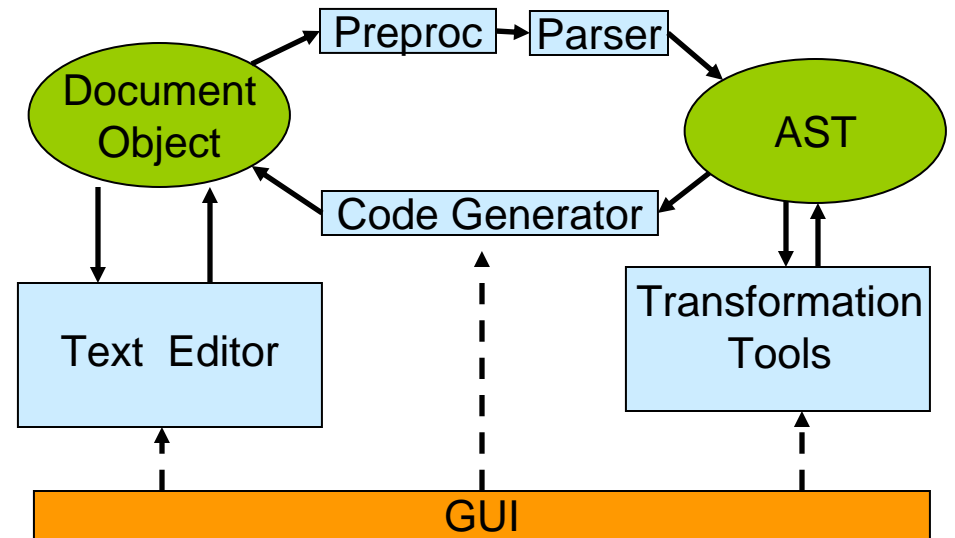 Preproc
Parser
Document
Object
AST
Code Generator
Text Editor
Transformation
Tools
GUI